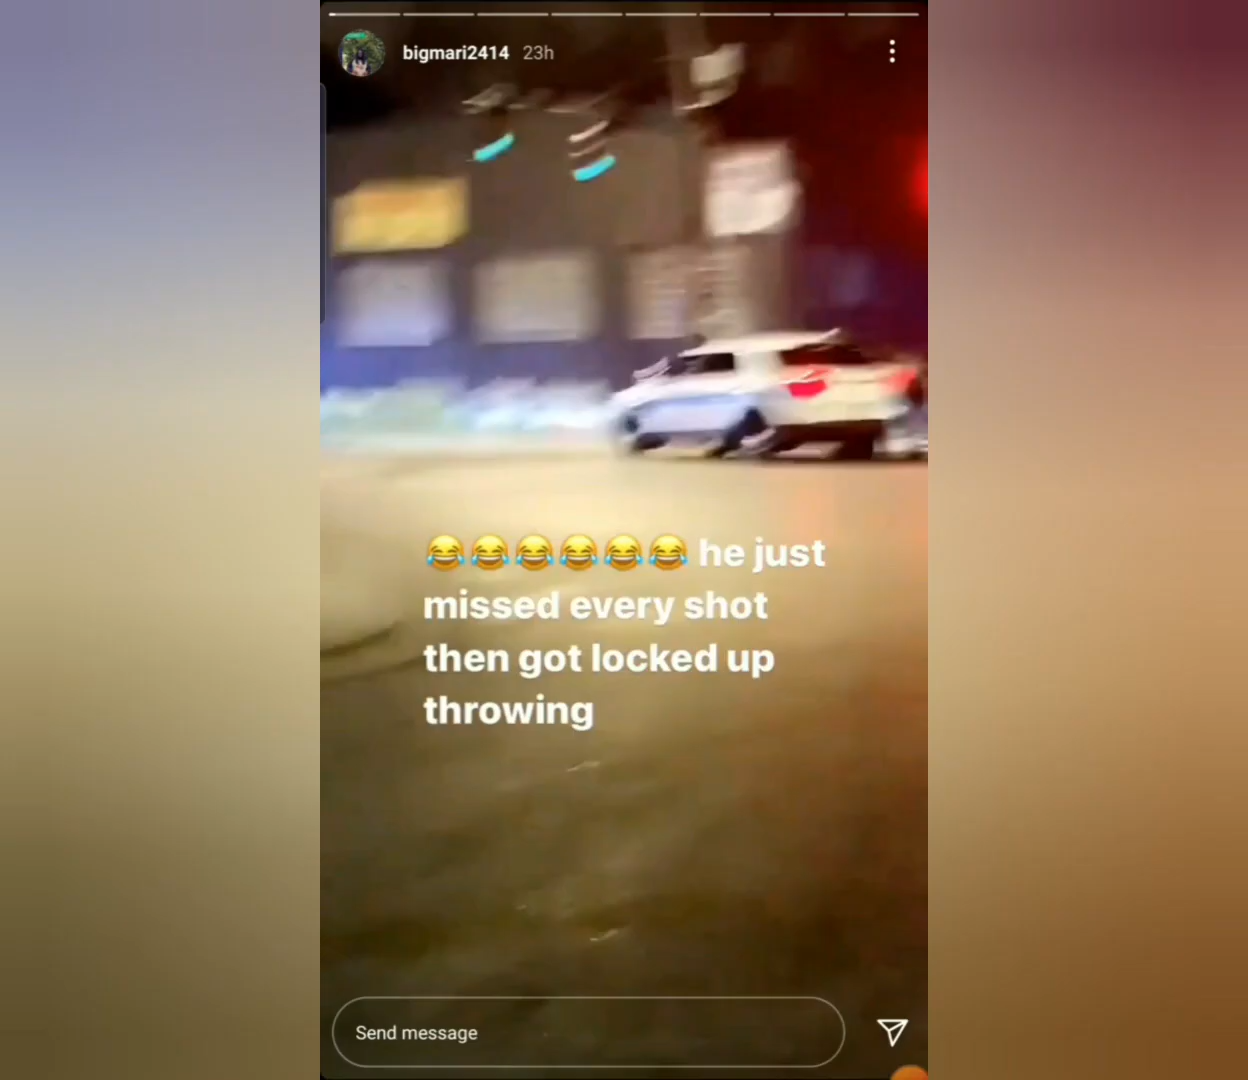 bigmari2414 23h
😂😂😂😂😂😂 he just
missed every shot
then got locked up
throwing
Send message